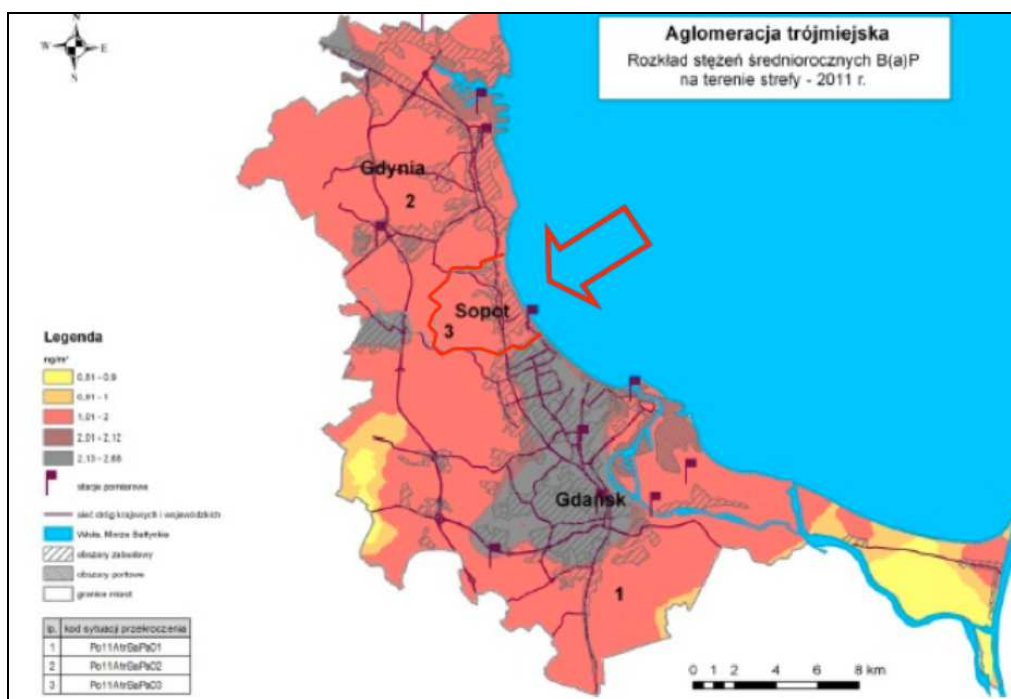 Aglomeracja trójmiejska
Rozkład stężeń średniorocznych B(a)P
na terenie strefy - 2011 r.
N
W E
S
Gdynia
2
Sopot
3
Gdańsk
1
Legenda
ng/m³
0,81 - 0,9
0,91 - 1
1,01 - 2
2,01 - 2,12
2,13 - 2,88
stacje pomiarowe
sieć dróg krajowych i wojewódzkich
Wisła, Morze Bałtyckie
obszary zabudowy
obszary portowe
granice miast
lp. kod sytuacji przekroczenia
1 Po11AtrBaPa01
2 Po11AtrBaPa02
3 Po11AtrBaPa03
0 1 2 4 6 8 km